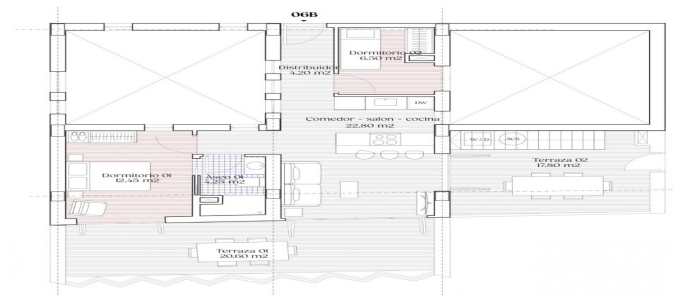 06B
Dormitorio 02
6.50 m2
Distribuidor
4.20 m2
DW
Comedor - salon - cocina
22.80 m2
W / D
ACS
Terraza 02
17.80 m2
Dormitorio 01
12.45 m2
Aseo 01
4.25 m2
Terraza 01
20.60 m2